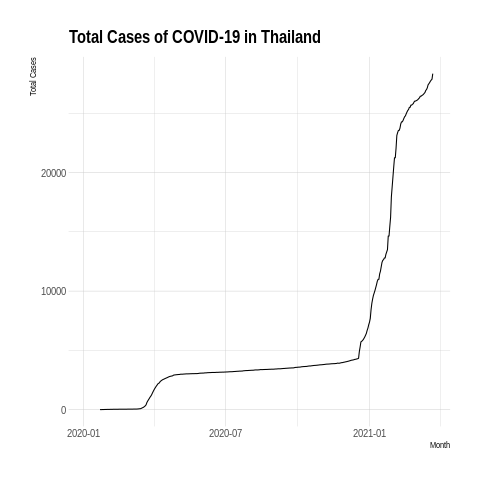 Total Cases of COVID-19 in Thailand
Total Cases
20000
10000
0
2020-01
2020-07
2021-01
Month